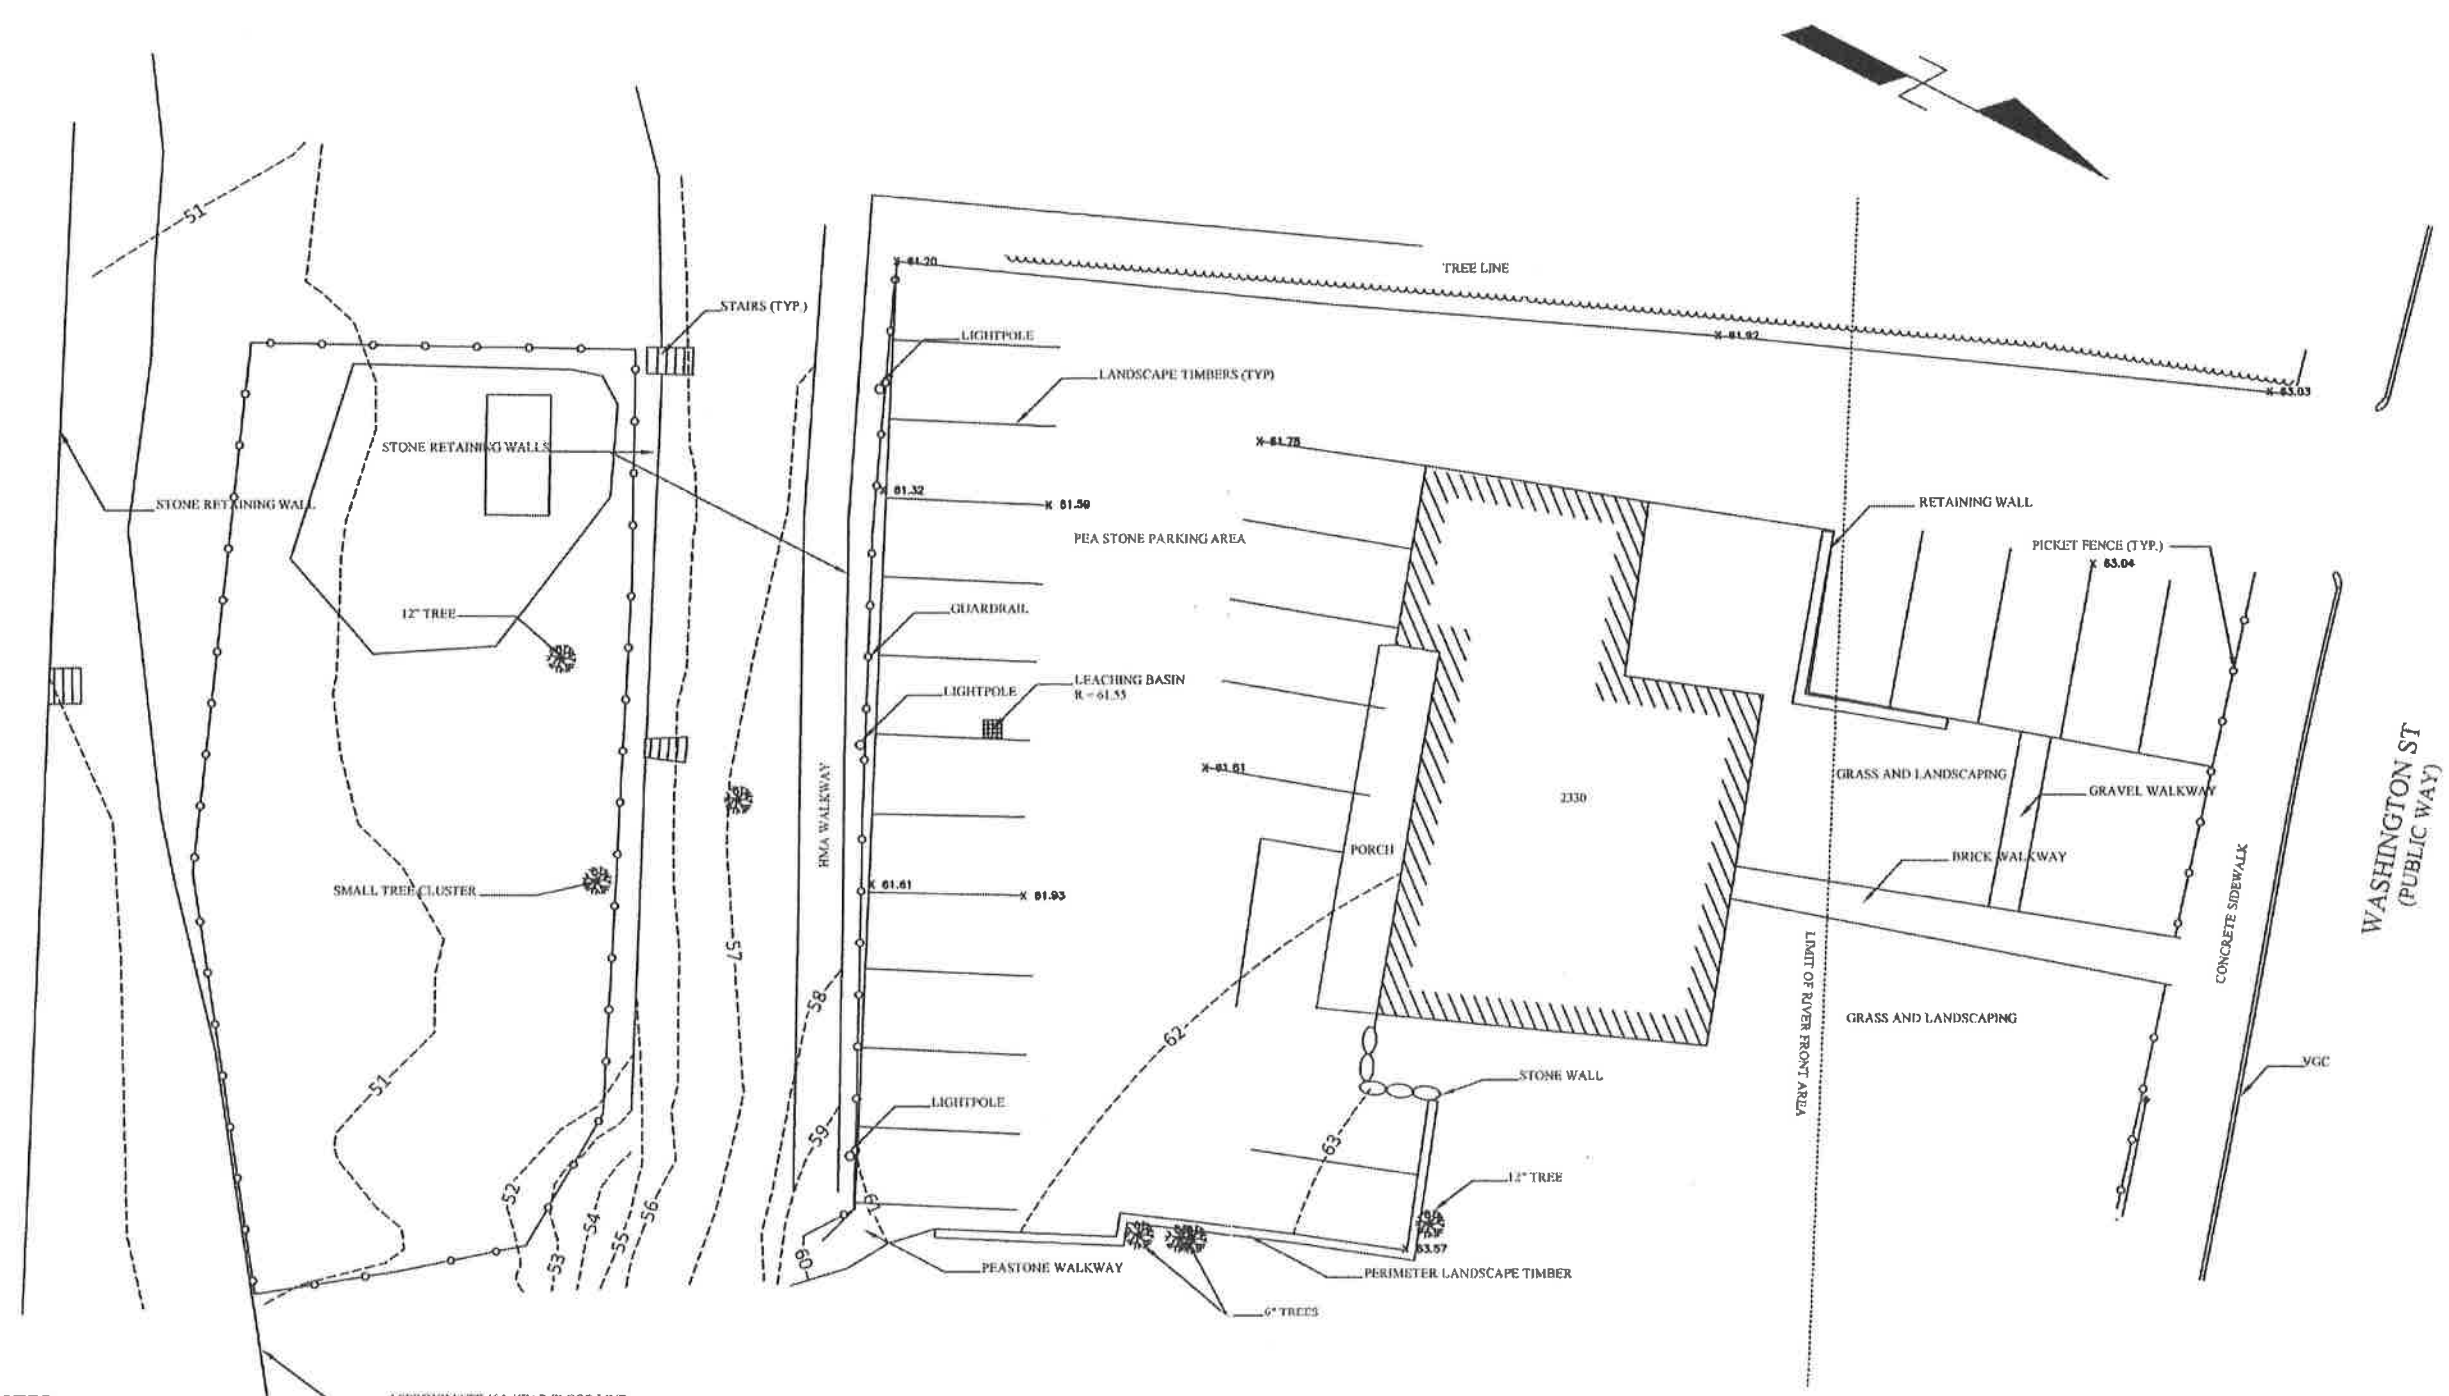 51
61.20
TREE LINE
STAIRS (TYP.)
LIGHTPOLE
61.92
LANDSCAPE TIMBERS (TYP)
63.03
STONE RETAINING WALLS
61.75
61.32
61.59
STONE RETAINING WALL
RETAINING WALL
PEA STONE PARKING AREA
PICKET FENCE (TYP.)
63.04
12" TREE
GUARDRAIL
LEACHING BASIN
R = 61.55
LIGHTPOLE
61.61
GRASS AND LANDSCAPING
GRAVEL WALKWAY
2330
WASHINGTON ST
(PUBLIC WAY)
HMA WALKWAY
PORCH
BRICK WALKWAY
SMALL TREE CLUSTER
61.61
61.93
CONCRETE SIDEWALK
57
LIMIT OF RIVER FRONT AREA
58
GRASS AND LANDSCAPING
62
VGC
51
STONE WALL
LIGHTPOLE
59
63
12" TREE
52
54
55
56
61
53
60
63.57
PEASTONE WALKWAY
PERIMETER LANDSCAPE TIMBER
6" TREES